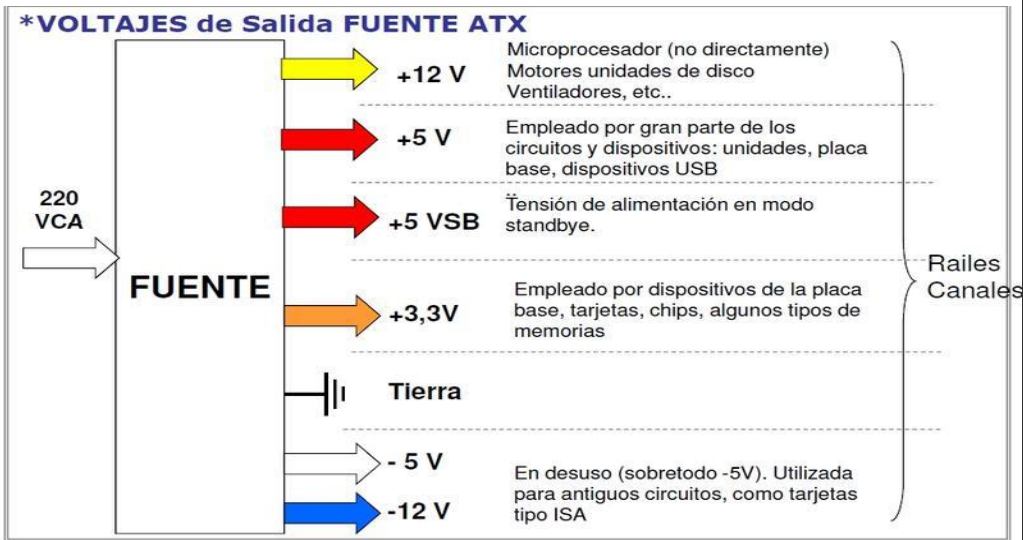 *VOLTAJES de Salida FUENTE ATX
220
VCA
FUENTE
+12 V
Microprocesador (no directamente)
Motores unidades de disco
Ventiladores, etc..
+5 V
Empleado por gran parte de los
circuitos y dispositivos: unidades, placa
base, dispositivos USB
+5 VSB
Tensión de alimentación en modo
standbye.
+3,3V
Empleado por dispositivos de la placa
base, tarjetas, chips, algunos tipos de
memorias
Tierra
- 5 V
-12 V
En desuso (sobretodo -5V). Utilizada
para antiguos circuitos, como tarjetas
tipo ISA
Railes
Canales